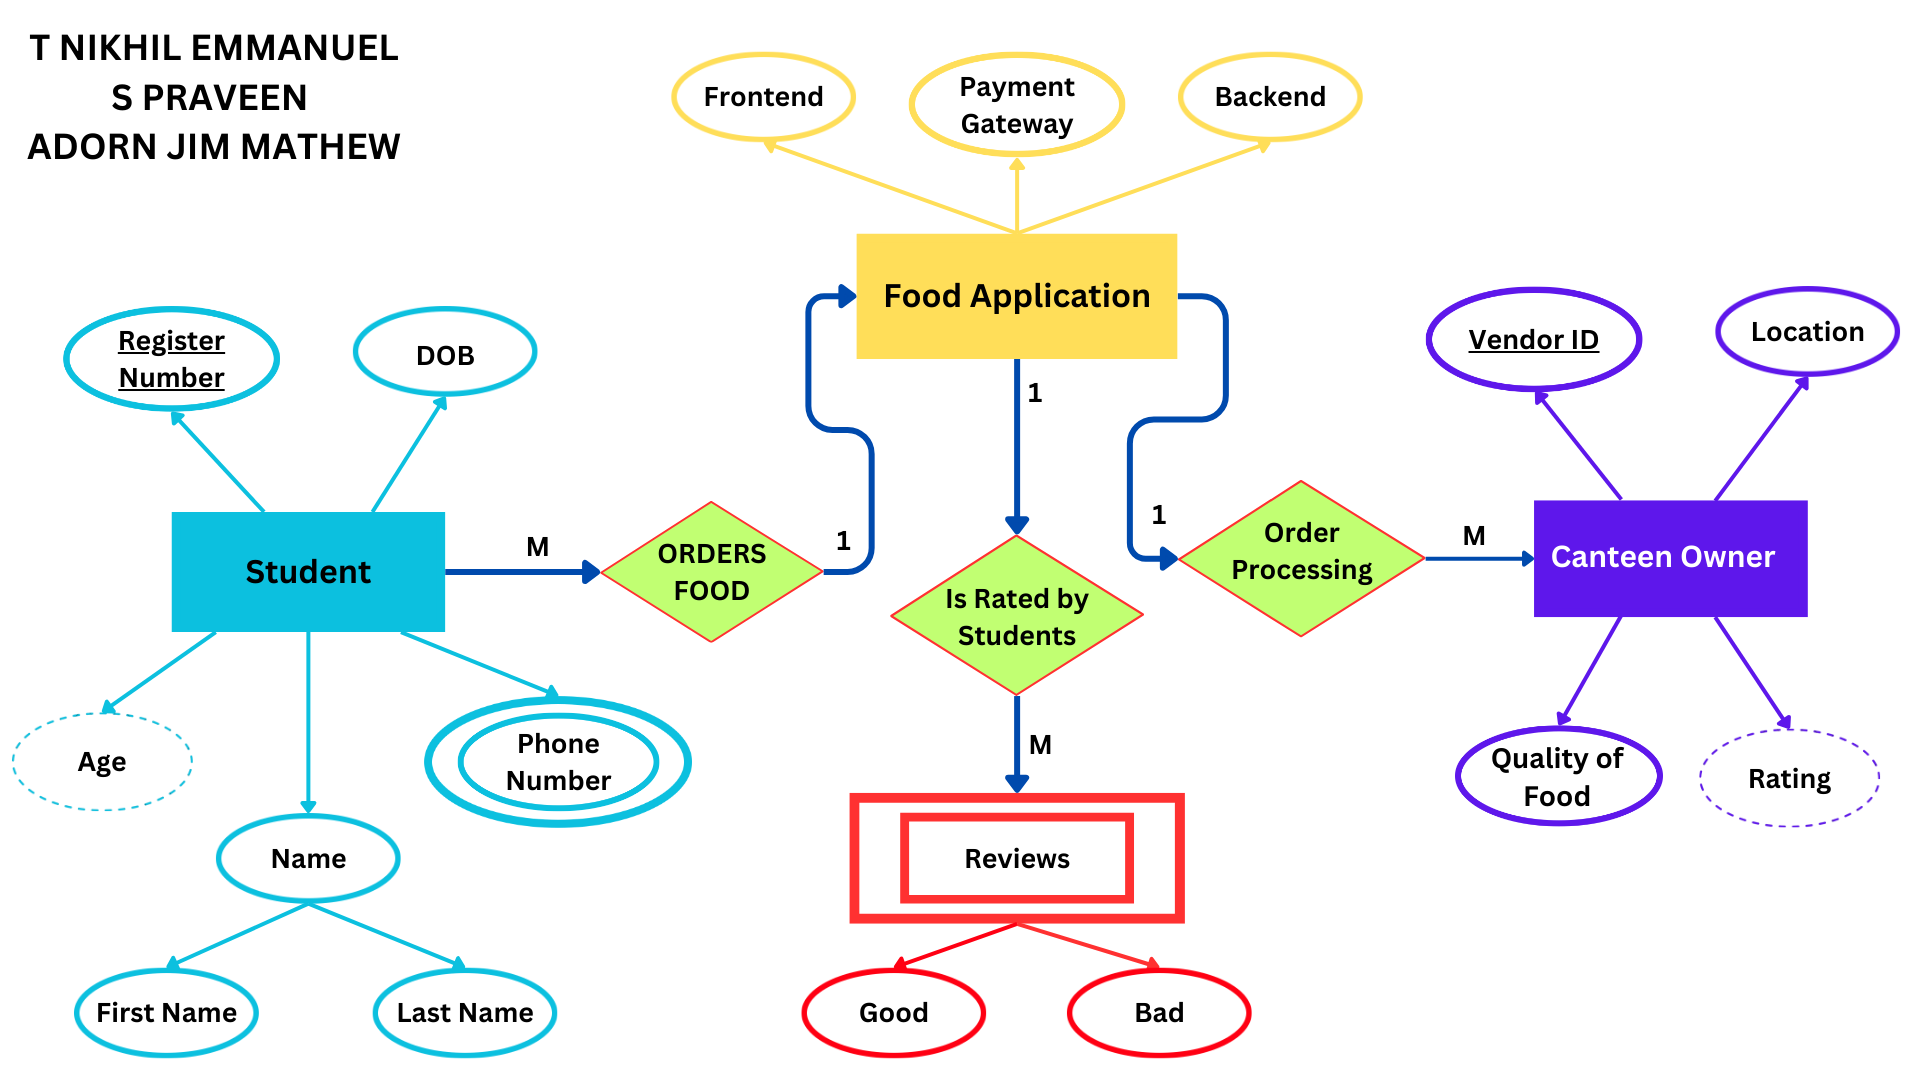 T NIKHIL EMMANUEL
S PRAVEEN
ADORN JIM MATHEW
Frontend
Payment
Gateway
Backend
Food Application
Register
Number
DOB
Vendor ID
Location
1
Student
M
ORDERS
FOOD
1
Is Rated by
Students
1
Order
Processing
M
Canteen Owner
Age
Phone
Number
M
Quality of
Food
Rating
Name
Reviews
First Name
Last Name
Good
Bad